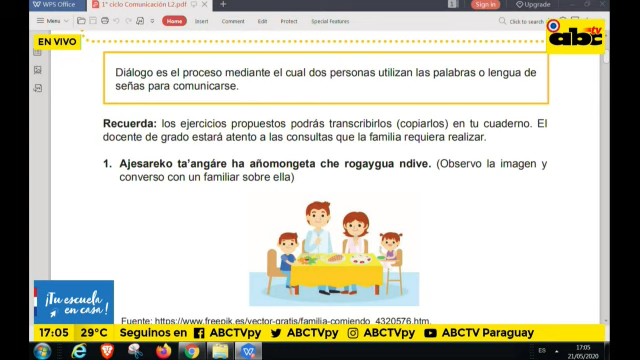 WPS Office
1° ciclo Comunicación L2.pdf
Sign in
Upgrade
Menu
Home
Insert
Comment
Edit
Protect
Special Features
Click to search
EN VIVO
abc tv
Diálogo es el proceso mediante el cual dos personas utilizan las palabras o lengua de
señas para comunicarse.
Recuerda: los ejercicios propuestos podrás transcribirlos (copiarlos) en tu cuaderno. El
docente de grado estará atento a las consultas que la familia requiera realizar.
1. Ajesareko ta'angáre ha añomongeta che rogaygua ndive. (Observo la imagen y
converso con un familiar sobre ella)
¡Tu escuela
en casa!
Fuente: https://www.freepik.es/vector-gratis/familia-comiendo_4320576.htm
17:05 29°C Seguinos en ABCTVpy ABCTVpy ABCTVpy ABCTV Paraguay
ES
17:05
21/05/2020